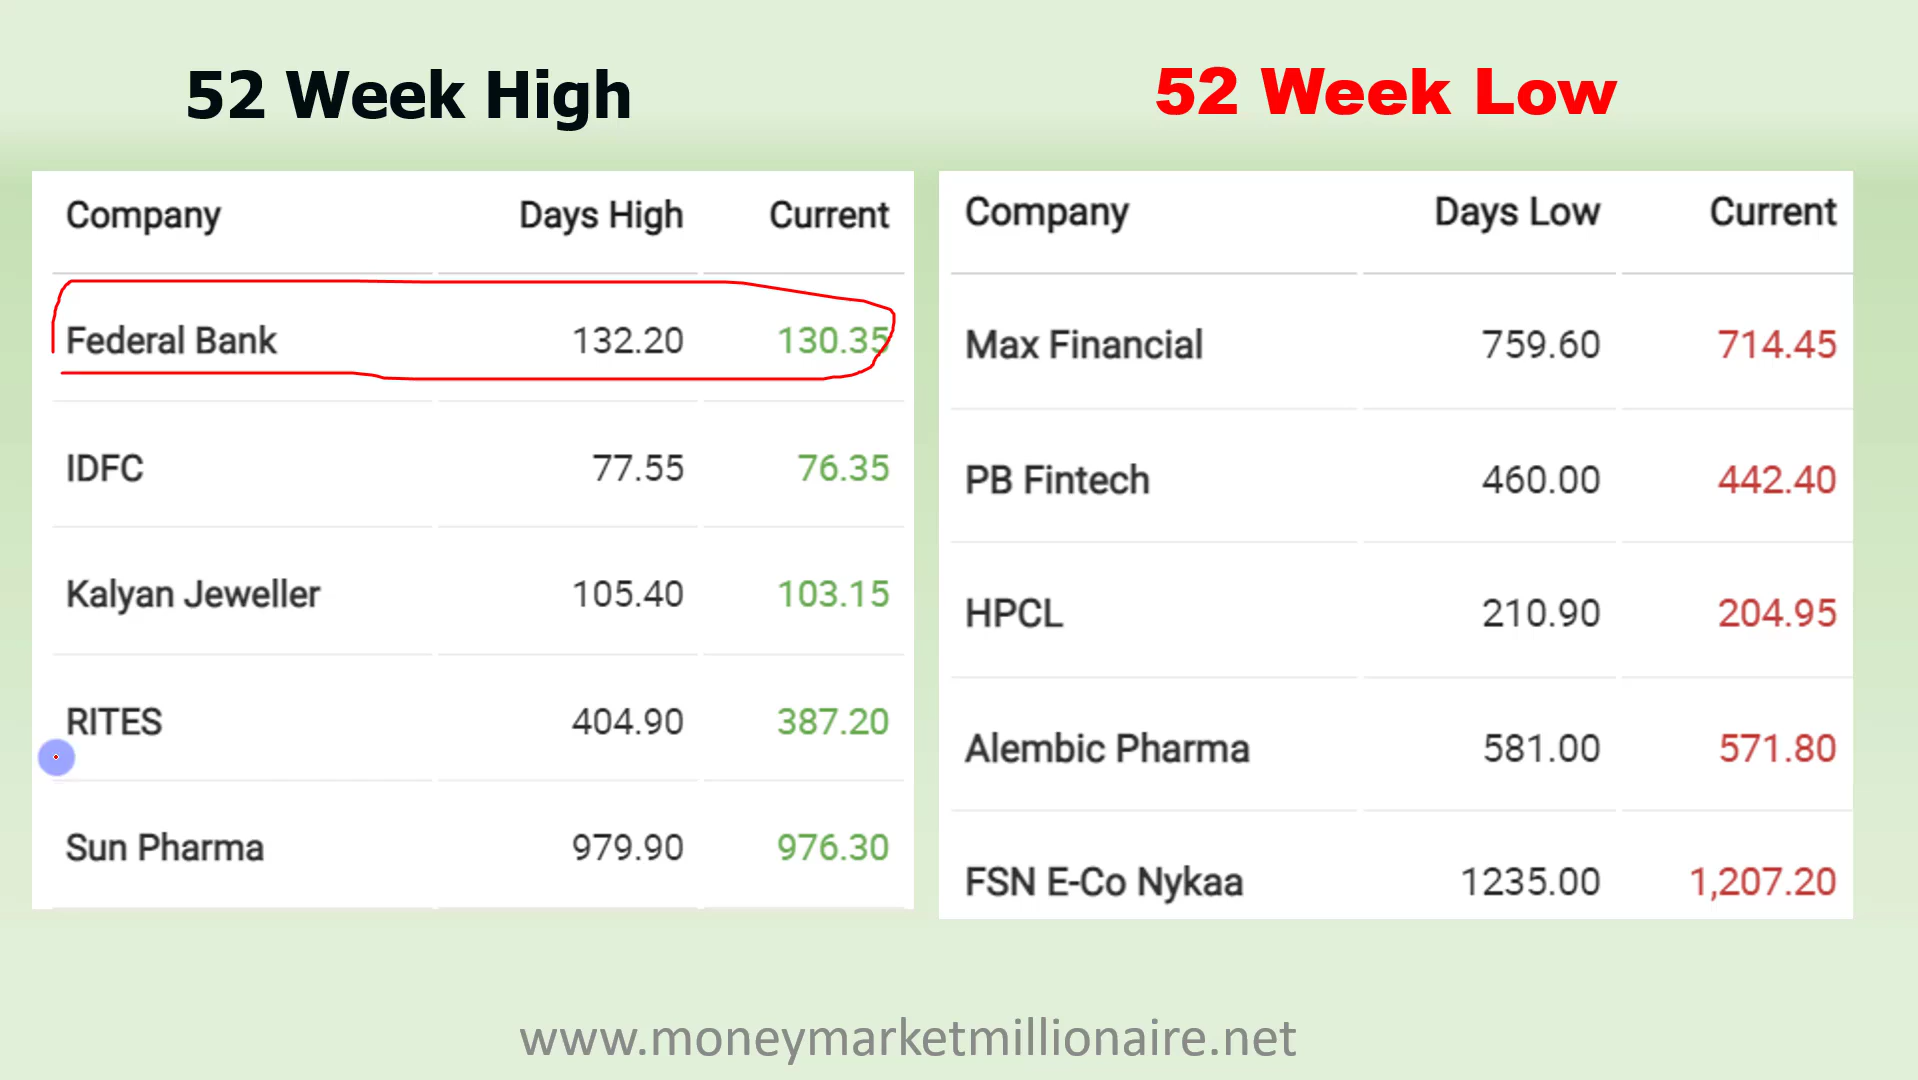 52 Week High
52 Week Low
Company Days High Current
Federal Bank 132.20 130.35
IDFC 77.55 76.35
Kalyan Jeweller 105.40 103.15
RITES 404.90 387.20
Sun Pharma 979.90 976.30
Company Days Low Current
Max Financial 759.60 714.45
PB Fintech 460.00 442.40
HPCL 210.90 204.95
Alembic Pharma 581.00 571.80
FSN E-Co Nykaa 1235.00 1,207.20
www.moneymarketmillionaire.net